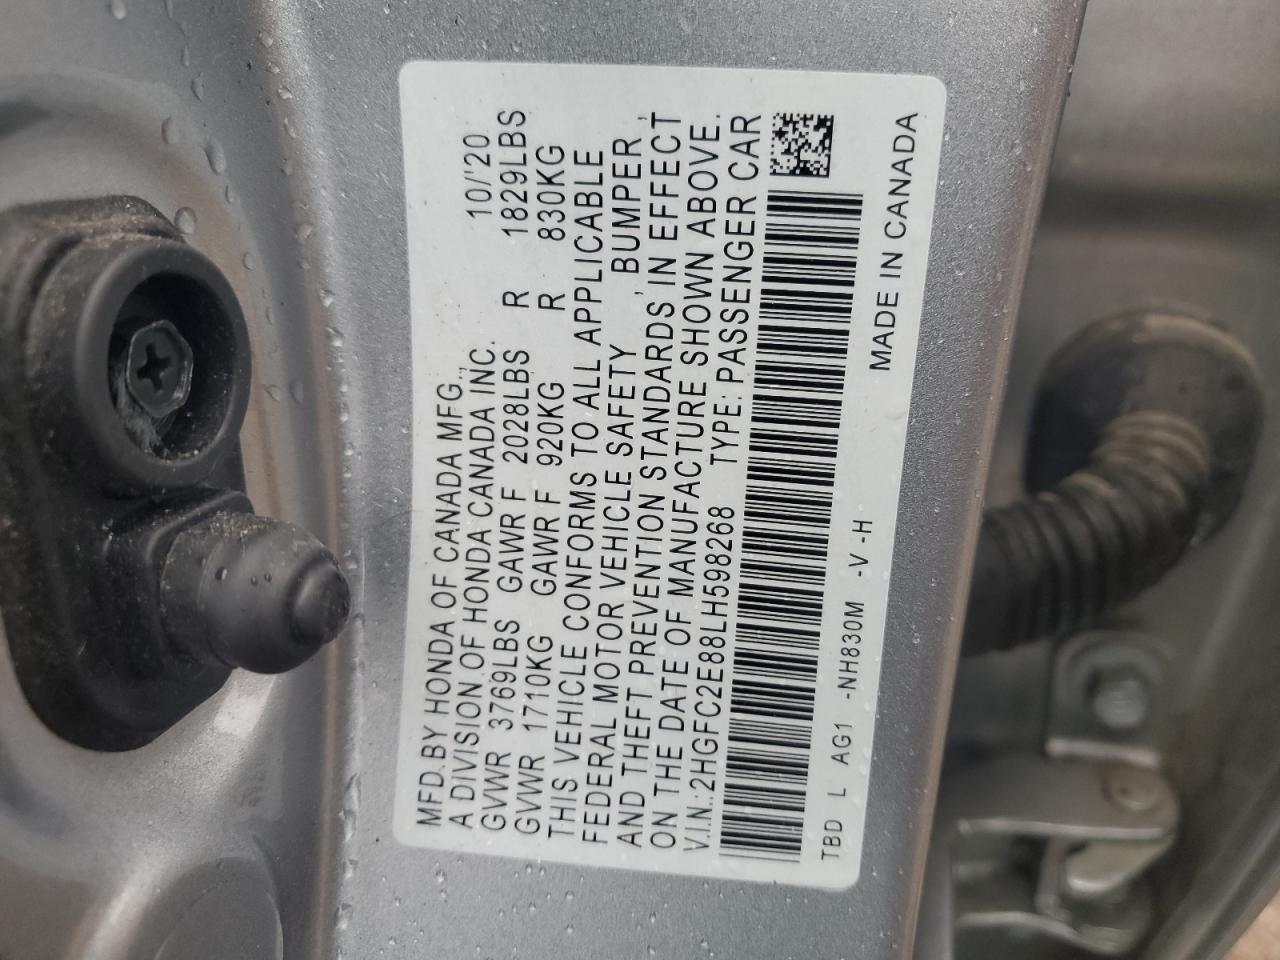 MFD. BY HONDA OF CANADA MFG., 10/'20
A DIVISION OF HONDA CANADA INC.
GVWR 3769LBS GAWR F 2028LBS R 1829LBS
GVWR 1710KG GAWR F 920KG R 830KG
THIS VEHICLE CONFORMS TO ALL APPLICABLE
FEDERAL MOTOR VEHICLE SAFETY , BUMPER ,
AND THEFT PREVENTION STANDARDS IN EFFECT
ON THE DATE OF MANUFACTURE SHOWN ABOVE.
V.I.N.:2HGFC2E88LH598268 TYPE: PASSENGER CAR
TBD L AG1 -NH830M -V -H
MADE IN CANADA